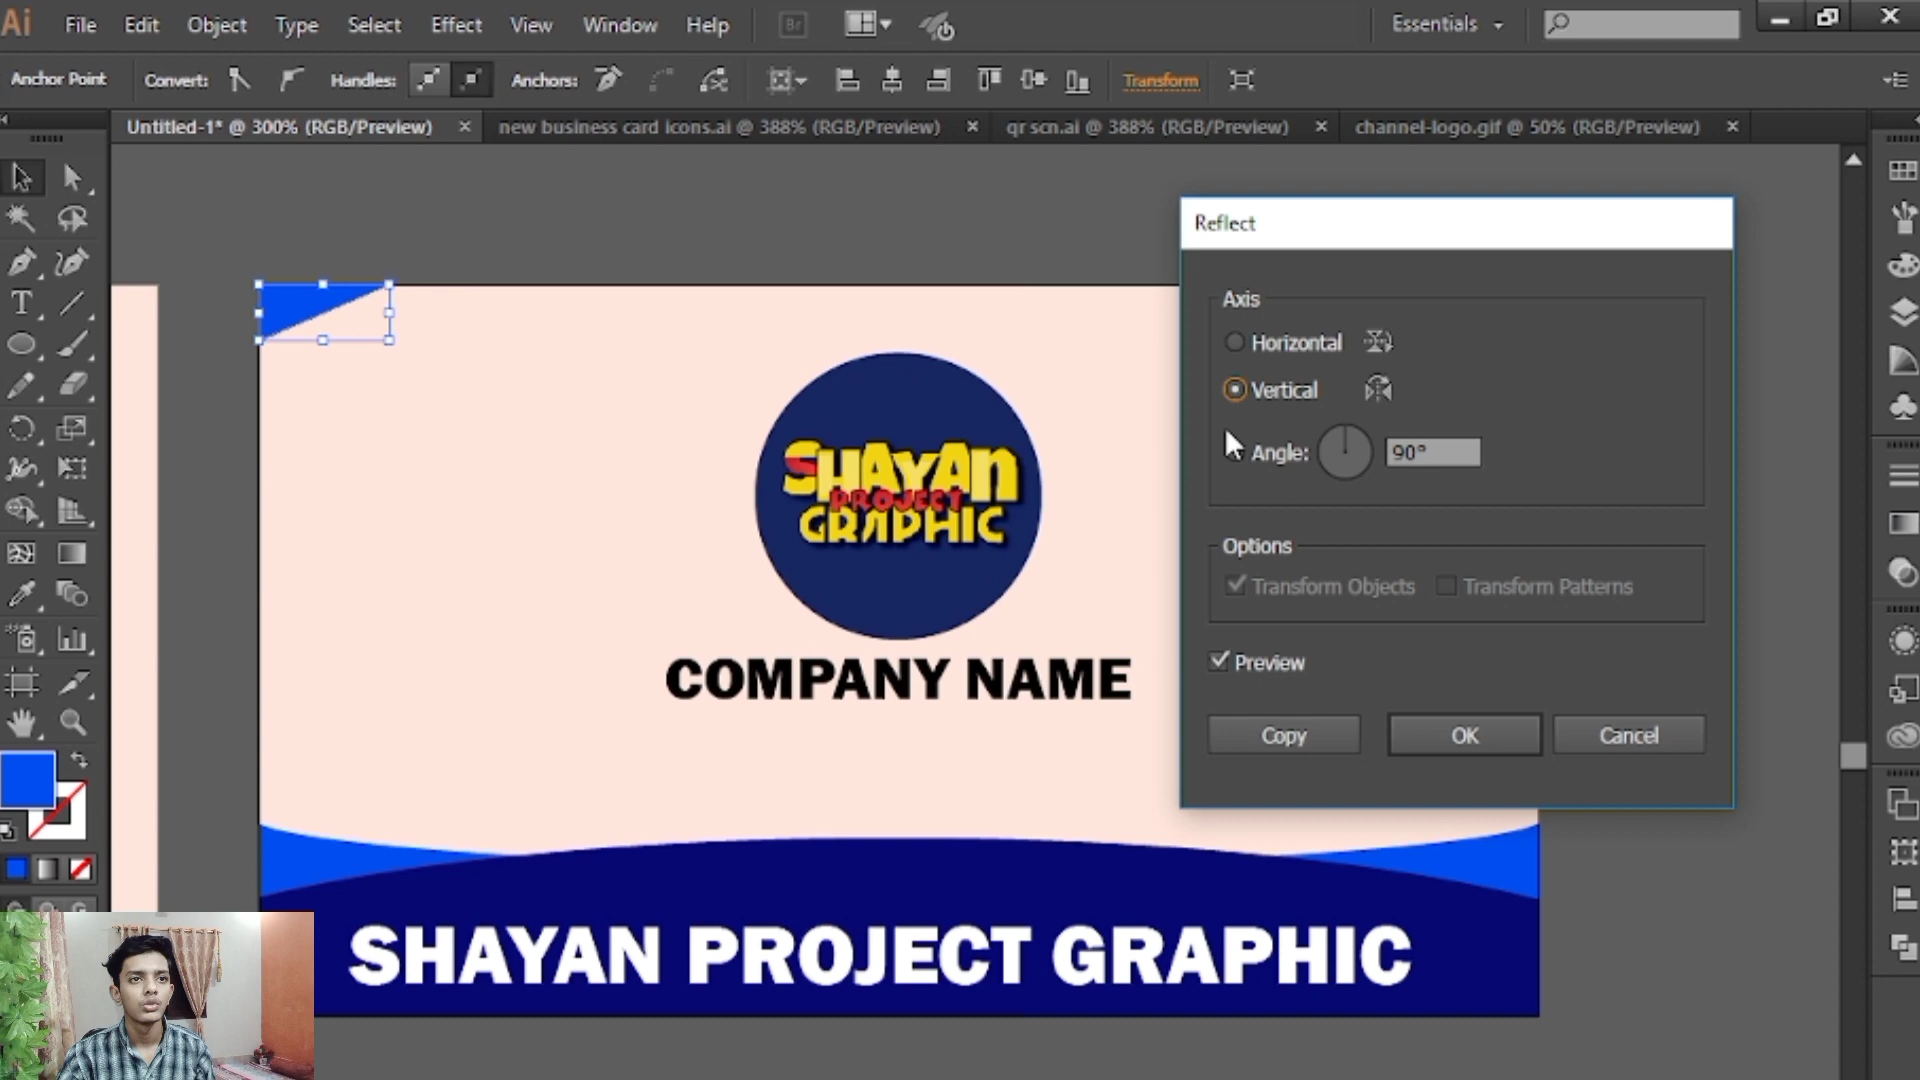 Ai File Edit Object Type Select Effect View Window Help Br Essentials
Anchor Point Convert: Handles: Anchors: Transform
Untitled-1* @ 300% (RGB/Preview) × new business card icons.ai @ 388% (RGB/Preview) × qr scn.ai @ 388% (RGB/Preview) × channel-logo.gif @ 50% (RGB/Preview) ×
Reflect
Axis
Horizontal
Vertical
Angle: 90°
Options
Transform Objects Transform Patterns
Preview
Copy OK Cancel
SHAYAN
PROJECT
GRAPHIC
COMPANY NAME
SHAYAN PROJECT GRAPHIC